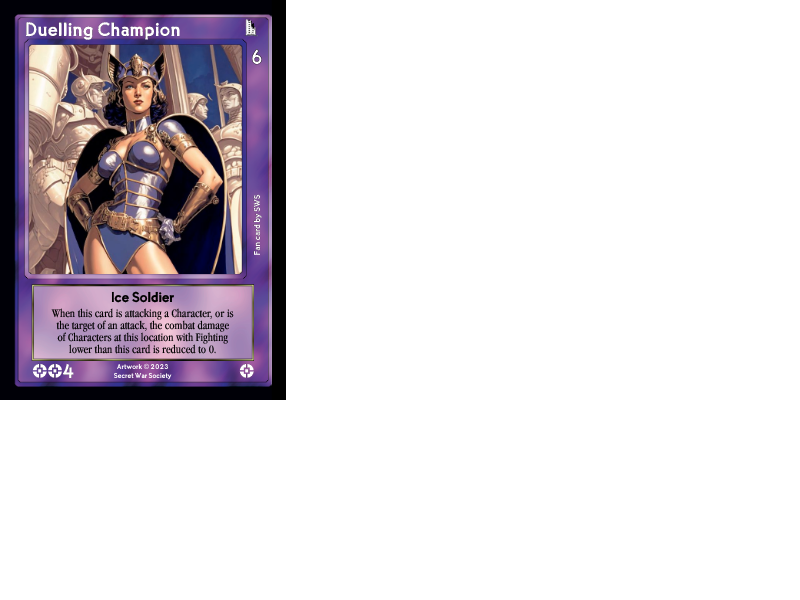 Duelling Champion
6
Fan card by SWS
Ice Soldier
When this card is attacking a Character, or is
the target of an attack, the combat damage
of Characters at this location with Fighting
lower than this card is reduced to 0.
4
Artwork © 2023
Secret War Society